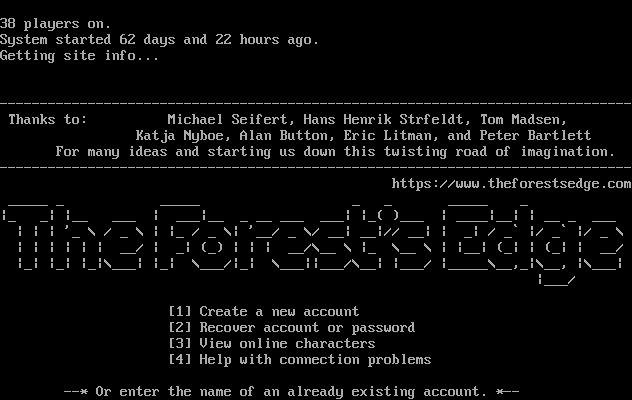 38 players on.
System started 62 days and 22 hours ago.
Getting site info...
Thanks to: Michael Seifert, Hans Henrik Strfeldt, Tom Madsen,
Katja Nyboe, Alan Button, Eric Litman, and Peter Bartlett
For many ideas and starting us down this twisting road of imagination.
https://www.theforestsedge.com
The Forest's Edge
[1] Create a new account
[2] Recover account or password
[3] View online characters
[4] Help with connection problems
--* Or enter the name of an already existing account. *--